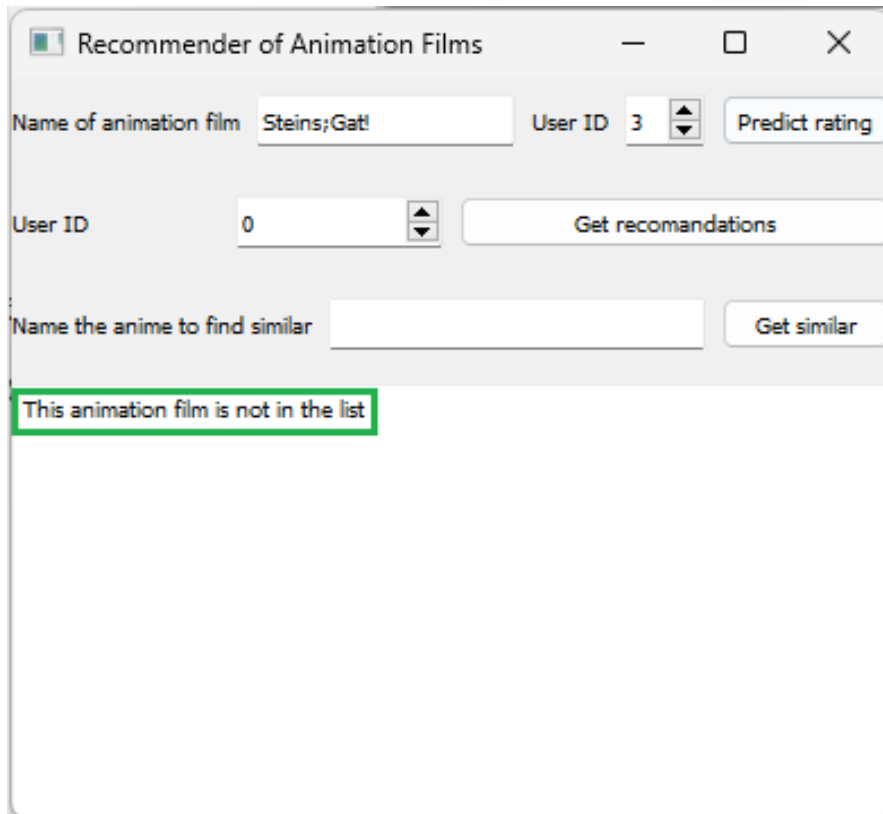 Recommender of Animation Films
Name of animation film Steins;Gat! User ID 3 Predict rating
User ID 0 Get recomandations
Name the anime to find similar Get similar
This animation film is not in the list